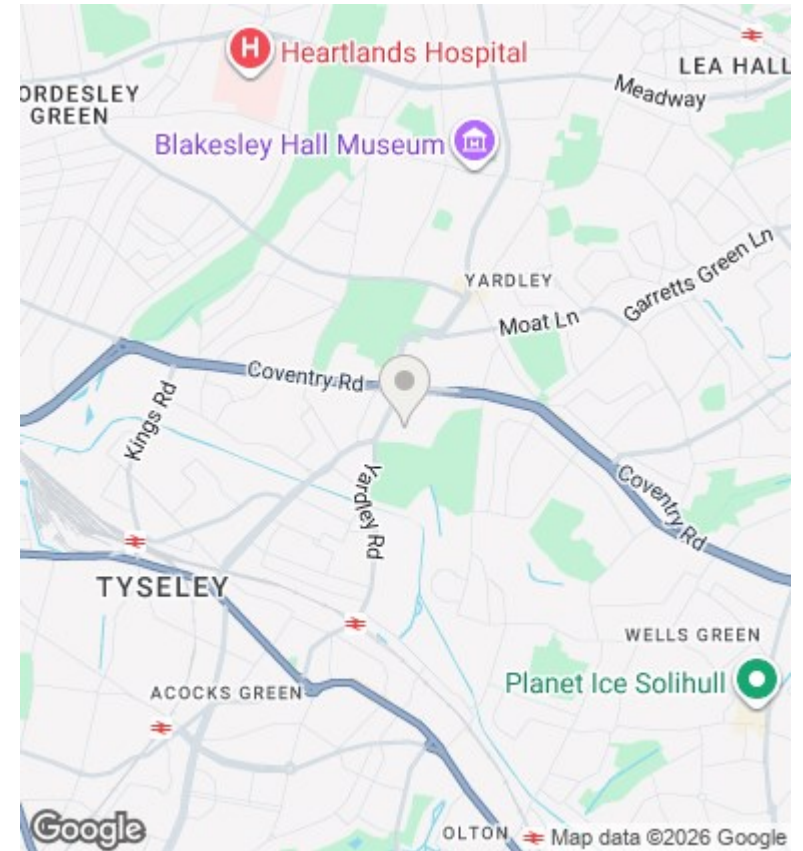 Heartlands Hospital
LEA HALL
ORDESLEY
GREEN
Meadway
Blakesley Hall Museum
YARDLEY
Garretts Green Ln
Moat Ln
Coventry Rd
Kings Rd
Yardley Rd
Coventry Rd
TYSELEY
WELLS GREEN
Planet Ice Solihull
ACOCKS GREEN
Google
OLTON
Map data ©2026 Google